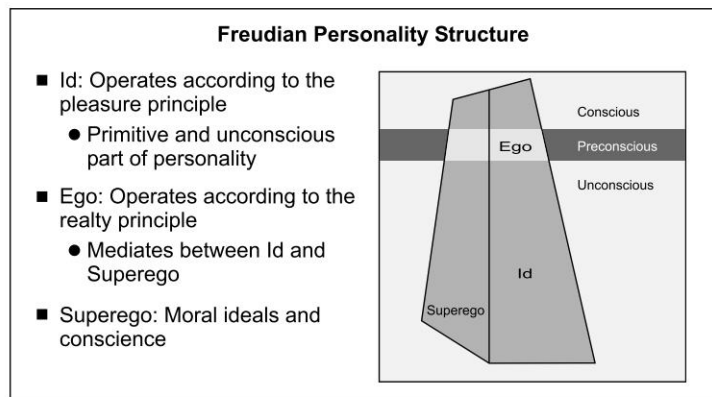 Freudian Personality Structure
■ Id: Operates according to the
pleasure principle
● Primitive and unconscious
part of personality
■ Ego: Operates according to the
realty principle
● Mediates between Id and
Superego
■ Superego: Moral ideals and
conscience
Conscious
Ego
Preconscious
Unconscious
Id
Superego